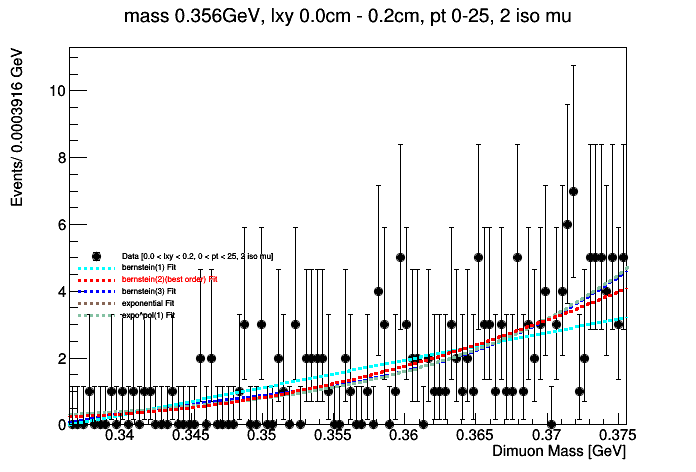 mass 0.356GeV, lxy 0.0cm - 0.2cm, pt 0-25, 2 iso mu
Events/ 0.0003916 GeV
10
8
6
4
2
0
Data [0.0 < lxy < 0.2, 0 < pt < 25, 2 iso mu]
bernstein(1) Fit
bernstein(2)(best order) Fit
bernstein(3) Fit
exponential Fit
expo*pol(1) Fit
0.34 0.345 0.35 0.355 0.36 0.365 0.37 0.375
Dimuon Mass [GeV]